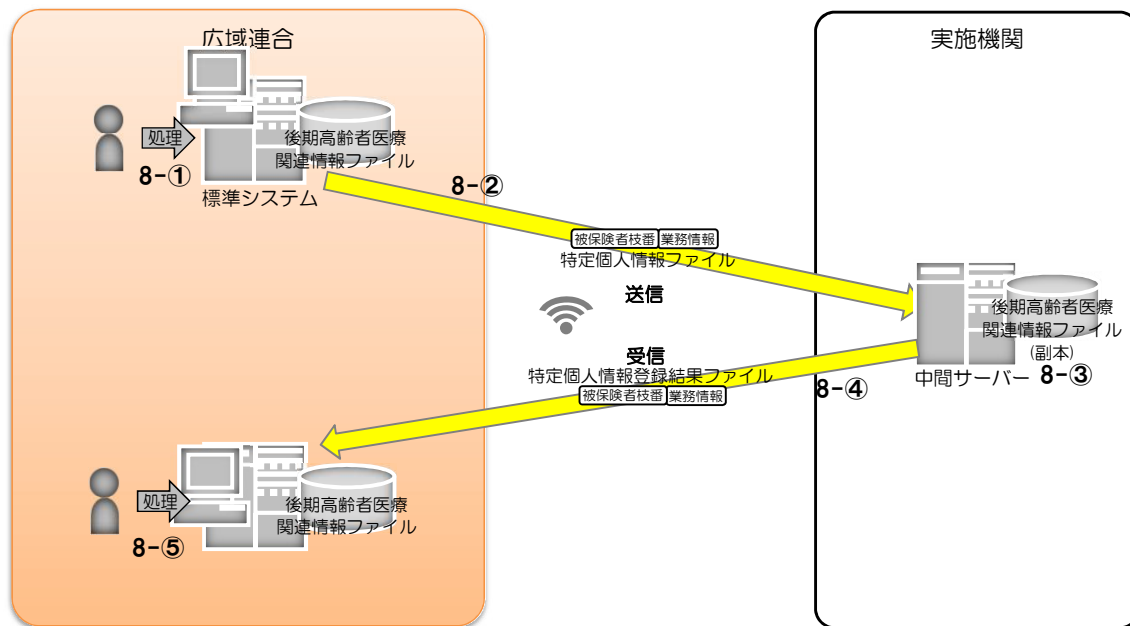 広域連合
実施機関
処理
8-①
後期高齢者医療
関連情報ファイル
標準システム
8-②
被保険者枝番 業務情報
特定個人情報ファイル
送信
後期高齢者医療
関連情報ファイル
(副本)
中間サーバー
8-③
受信
特定個人情報登録結果ファイル
被保険者枝番 業務情報
8-④
処理
8-⑤
後期高齢者医療
関連情報ファイル